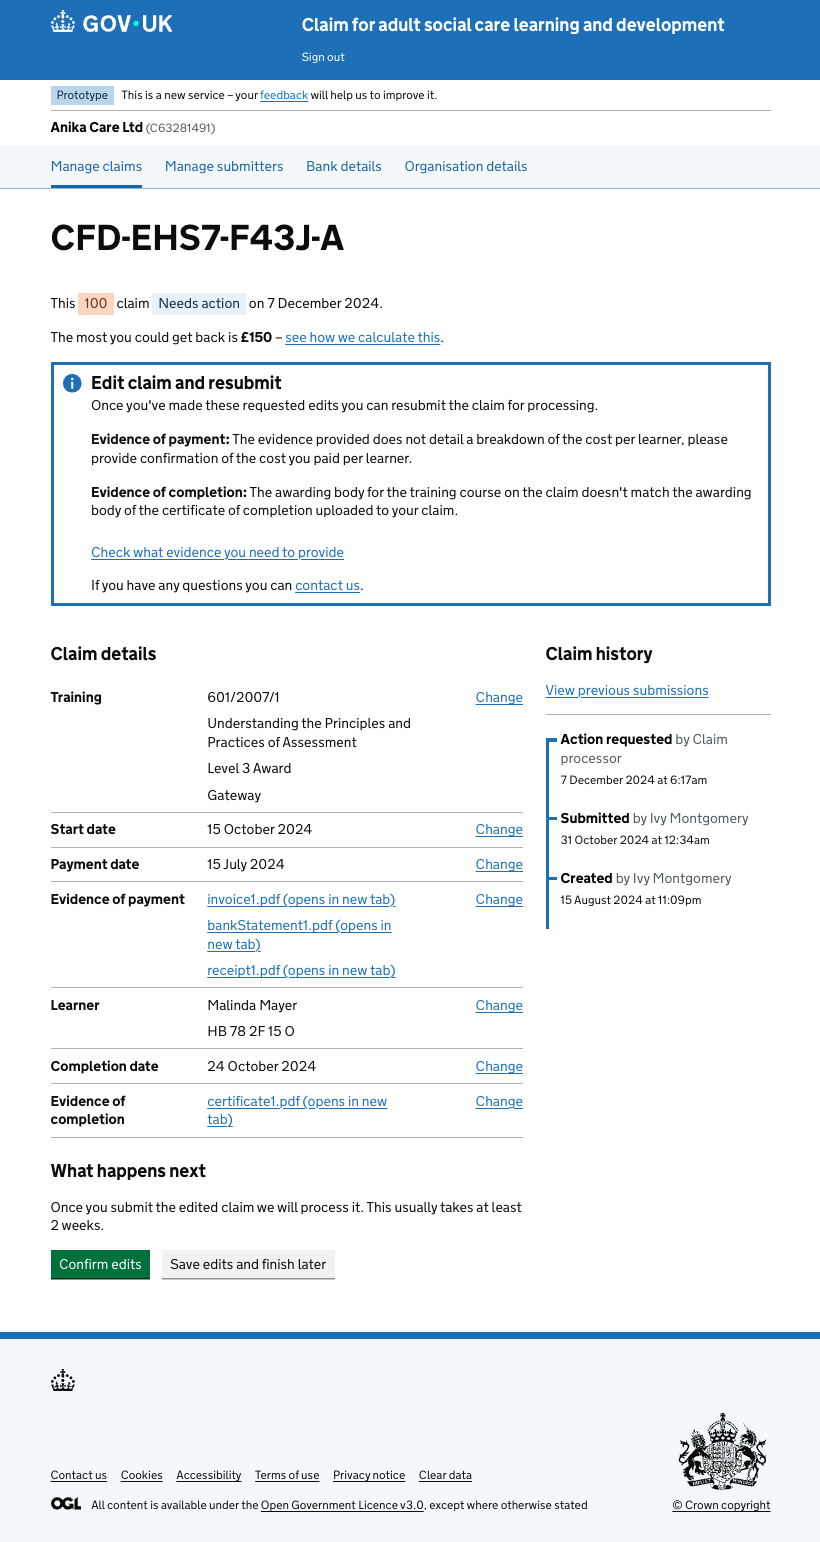 GOV·UK
Claim for adult social care learning and development
Sign out
Prototype This is a new service – your feedback will help us to improve it.
Anika Care Ltd (C63281491)
Manage claims Manage submitters Bank details Organisation details
CFD-EHS7-F43J-A
This 100 claim Needs action on 7 December 2024.
The most you could get back is £150 – see how we calculate this.
Edit claim and resubmit
Once you've made these requested edits you can resubmit the claim for processing.
Evidence of payment: The evidence provided does not detail a breakdown of the cost per learner, please
provide confirmation of the cost you paid per learner.
Evidence of completion: The awarding body for the training course on the claim doesn't match the awarding
body of the certificate of completion uploaded to your claim.
Check what evidence you need to provide
If you have any questions you can contact us.
Claim details
Training 601/2007/1 Change
Understanding the Principles and
Practices of Assessment
Level 3 Award
Gateway
Start date 15 October 2024 Change
Payment date 15 July 2024 Change
Evidence of payment invoice1.pdf (opens in new tab) Change
bankStatement1.pdf (opens in
new tab)
receipt1.pdf (opens in new tab)
Learner Malinda Mayer Change
HB 78 2F 15 O
Completion date 24 October 2024 Change
Evidence of certificate1.pdf (opens in new Change
completion tab)
Claim history
View previous submissions
Action requested by Claim
processor
7 December 2024 at 6:17am
Submitted by Ivy Montgomery
31 October 2024 at 12:34am
Created by Ivy Montgomery
15 August 2024 at 11:09pm
What happens next
Once you submit the edited claim we will process it. This usually takes at least
2 weeks.
Confirm edits Save edits and finish later
Contact us Cookies Accessibility Terms of use Privacy notice Clear data
OGL All content is available under the Open Government Licence v3.0, except where otherwise stated
© Crown copyright